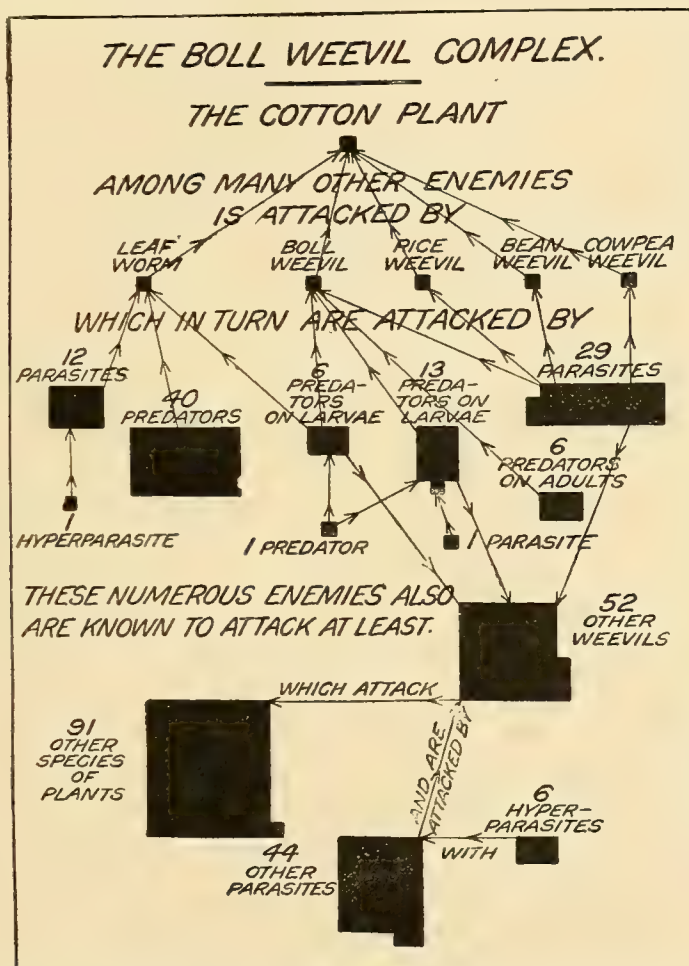 THE BOLL WEEVIL COMPLEX.
THE COTTON PLANT
AMONG MANY OTHER ENEMIES
IS ATTACKED BY
LEAF WORM
BOLL WEEVIL
RICE WEEVIL
BEAN WEEVIL
COWPEA WEEVIL
WHICH IN TURN ARE ATTACKED BY
12
PARASITES
40
PREDATORS
6
PREDA-
TORS
ON LARVAE
13
PREDA-
TORS ON
LARVAE
29
PARASITES
6
PREDATORS
ON ADULTS
1
HYPERPARASITE
1 PREDATOR
1 PARASITE
THESE NUMEROUS ENEMIES ALSO
ARE KNOWN TO ATTACK AT LEAST.
52
OTHER
WEEVILS
WHICH ATTACK
91
OTHER
SPECIES
OF
PLANTS
AND ARE
ATTACKED BY
6
HYPER-
PARASITES
WITH
44
OTHER
PARASITES